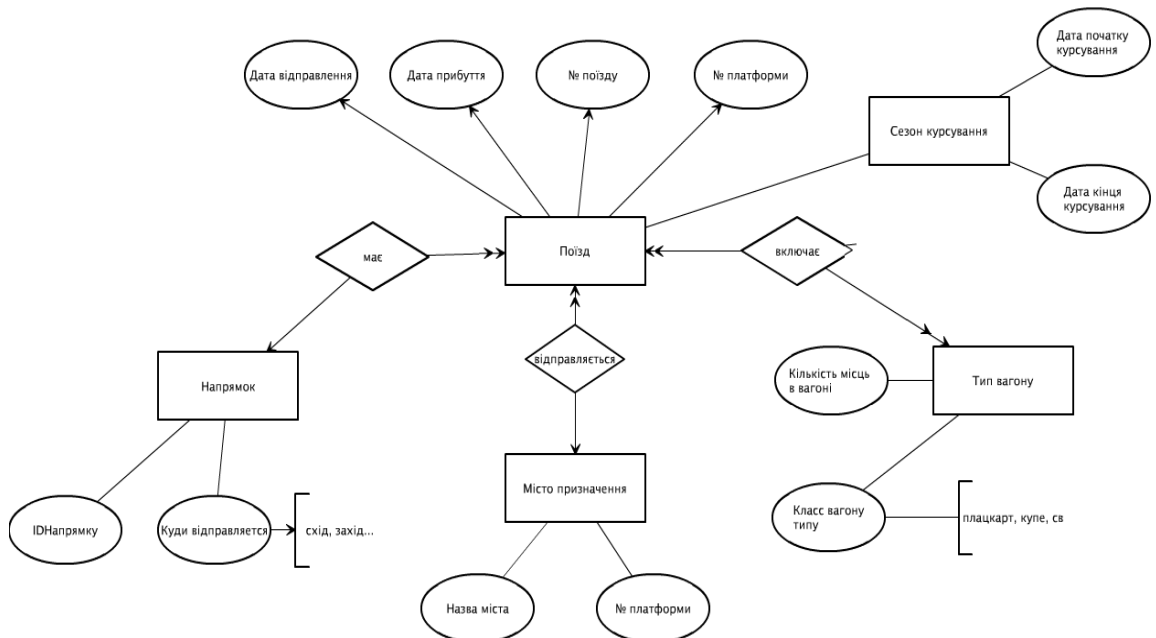 Дата початку
курсування
Дата відправлення
Дата прибуття
№ поїзду
№ платформи
Сезон курсування
Дата кінця
курсування
має
Поїзд
включає
відправляється
Напрямок
Кількість місць
в вагоні
Тип вагону
Місто призначення
IDНапрямку
Куди відправляется
схід, захід...
Класс вагону
типу
плацкарт, купе, св
Назва міста
№ платформи